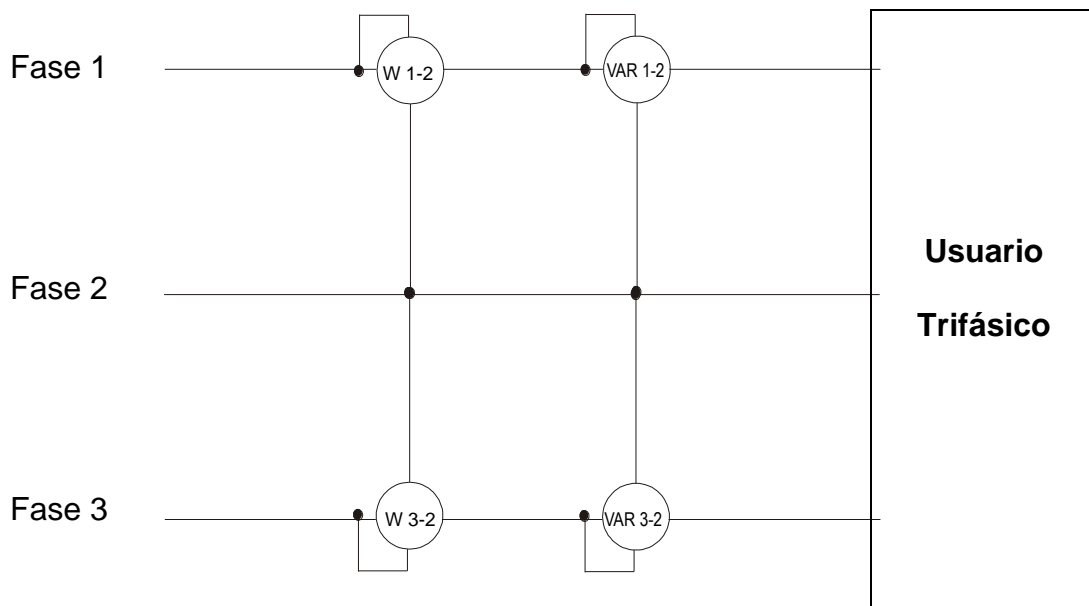 Fase 1
W 1-2
VAR 1-2
Fase 2
Usuario
Trifásico
Fase 3
W 3-2
VAR 3-2